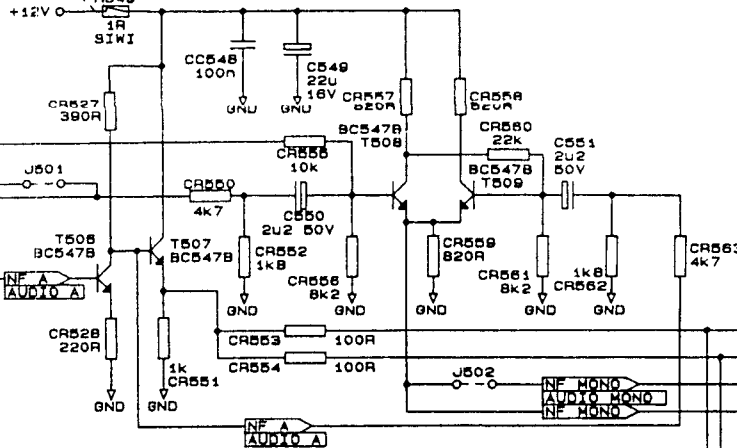 +12V
1R
SIWI
CC548
100n
C549
22u
16V
GND
GND
CR527
390R
CR557
820R
CR558
820R
BC547B
T508
CR560
22k
C551
2u2
50V
BC547B
T509
J501
CR555
10k
CR550
4k7
C550
2u2 50V
T506
BC547B
T507
BC547B
CR552
1k8
CR556
8k2
CR559
820R
CR561
8k2
1k8
CR562
CR563
4k7
NF A
AUDIO A
GND
GND
GND
GND
GND
CR528
220R
1k
CR551
CR553
100R
CR554
100R
GND
GND
J502
NF MONO
AUDIO MONO
NF MONO
NF A
AUDIO A